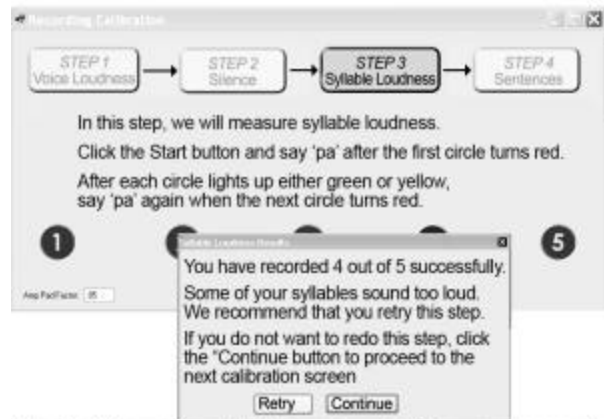 Recording Calibration
STEP 1
Voice Loudness
STEP 2
Silence
STEP 3
Syllable Loudness
STEP 4
Sentences
In this step, we will measure syllable loudness.
Click the Start button and say 'pa' after the first circle turns red.
After each circle lights up either green or yellow,
say 'pa' again when the next circle turns red.
1
5
Syllable Loudness Results
You have recorded 4 out of 5 successfully.
Some of your syllables sound too loud.
We recommend that you retry this step.
If you do not want to redo this step, click
the "Continue button to proceed to the
next calibration screen
Retry
Continue